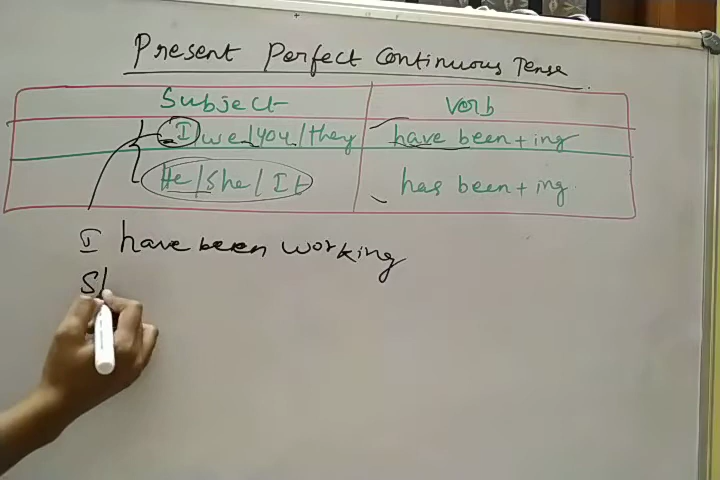 Present Perfect Continuous Tense
Subject Verb
I/we/you/they have been+ing
He/she/It has been+ing
I have been working
Sh